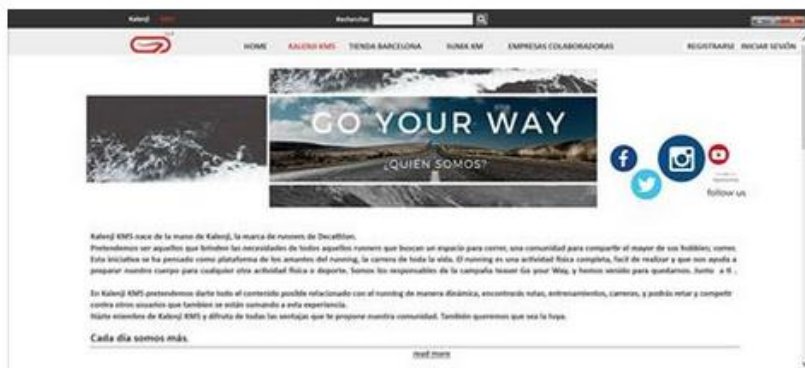 Kalenji KMS
Rechercher
HOME KALENJI KMS TIENDA BARCELONA SUMA KM EMPRESAS COLABORADORAS REGISTRARSE INICIAR SESIÓN
GO YOUR WAY
¿QUIEN SOMOS?
follow us
Kalenji KMS nace de la mano de Kalenji, la marca de runners de Decathlon.
Pretendemos ser aquellos que brinden las necesidades de todos aquellos runners que buscan un espacio para correr, una comunidad para compartir el mayor de sus hobbies; correr.
Esta iniciativa se ha pensado como plataforma de los amantes del running, la carrera de toda la vida. El running es una actividad física completa, facil de realizar y que nos ayuda a
preparar nuestro cuerpo para cualquier otra actividad física o deporte. Somos los responsables de la campaña teaser Go your Way, y hemos venido para quedarnos. Junto a ti .
En Kalenji KMS pretendemos darte todo el contenido posible relacionado con el running de manera dinámica, encontrarás rutas, entrenamientos, carreras, y podrás retar y competir
contra otros usuarios que tambien se están sumando a esta experiencia.
Házte miembro de Kalenji KMS y difruta de todas las ventajas que te propone nuestra comunidad. También queremos que sea la tuya.
Cada día somos más.
read more